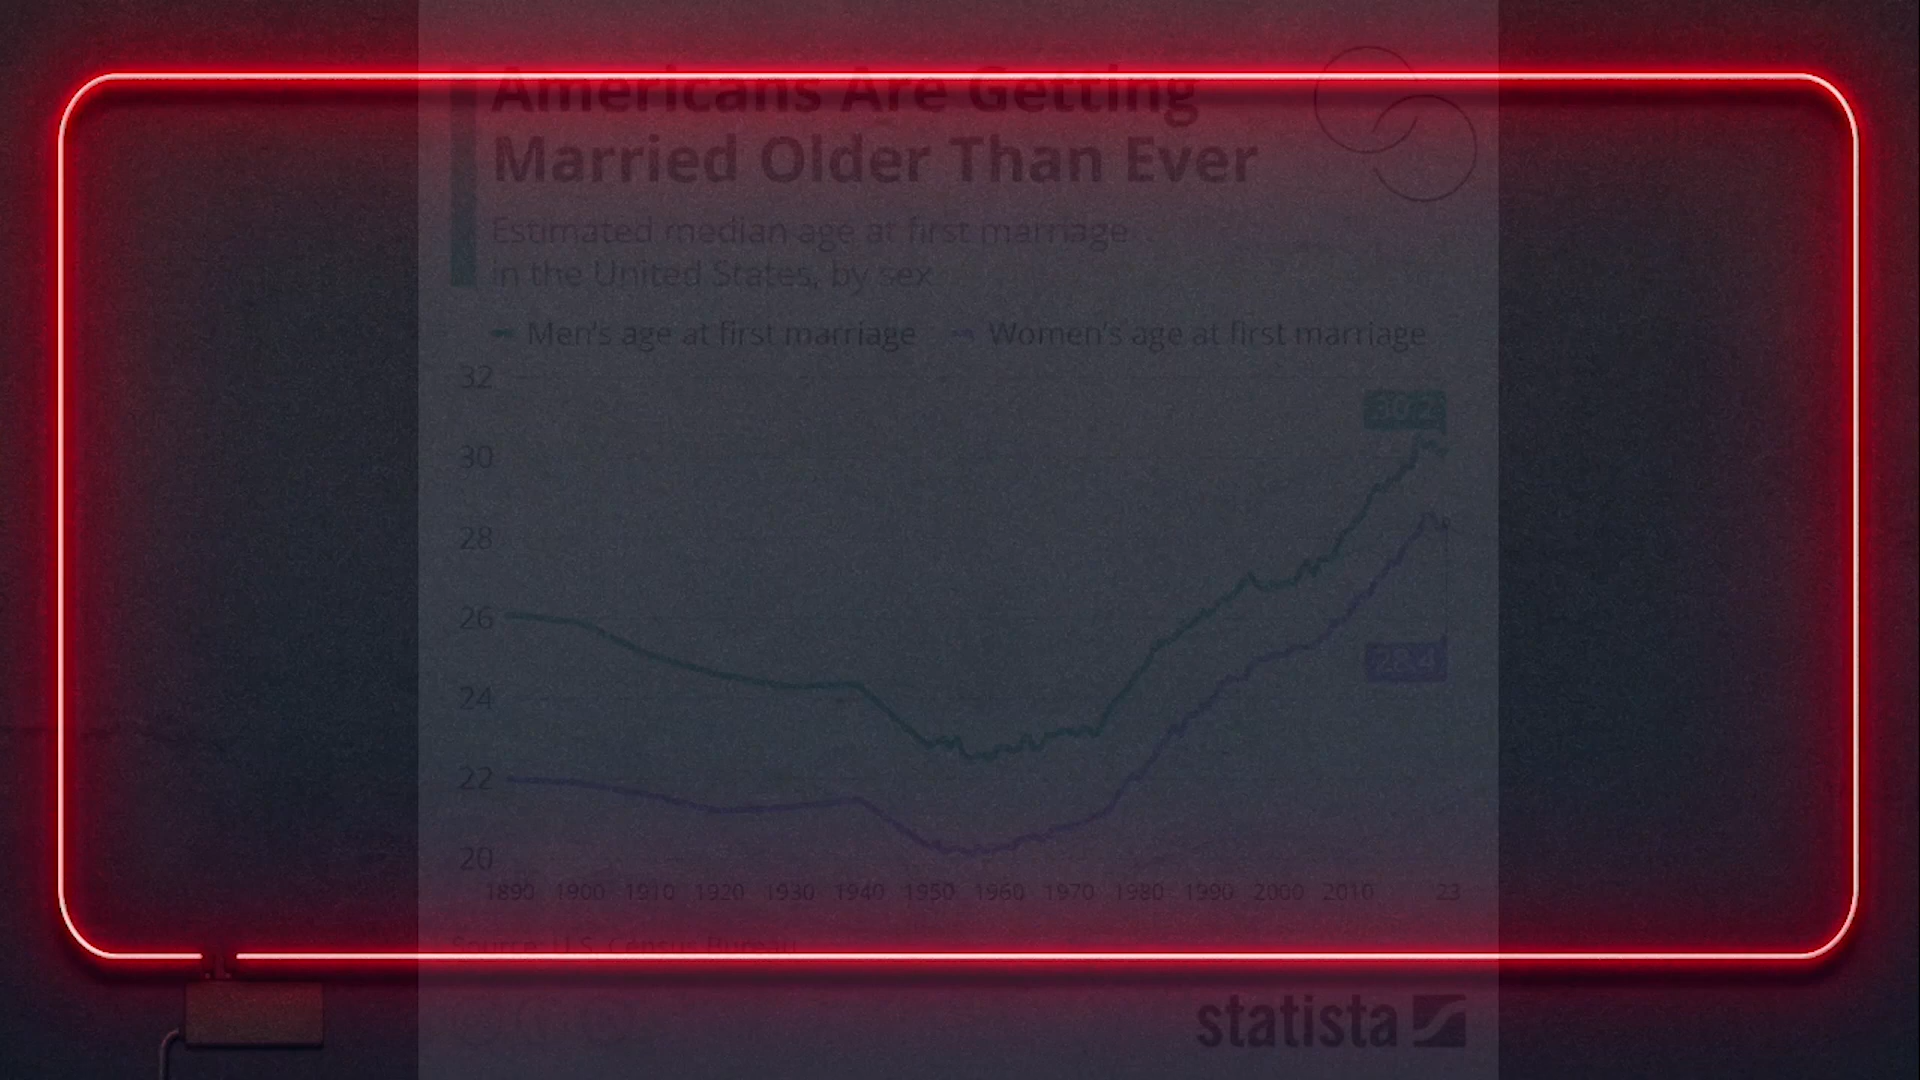 Americans Are Getting
Married Older Than Ever
Estimated median age at first marriage
in the United States, by sex
Men's age at first marriage Women's age at first marriage
32
30.2
30
28
26
28.4
24
22
20
1890 1900 1910 1920 1930 1940 1950 1960 1970 1980 1990 2000 2010 23
Source: U.S. Census Bureau
statista